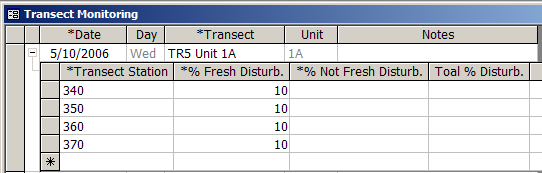 Transect Monitoring
*Date Day *Transect Unit Notes
5/10/2006 Wed TR5 Unit 1A 1A
*Transect Station *% Fresh Disturb. *% Not Fresh Disturb. Toal % Disturb.
340 10
350 10
360 10
370 10
*